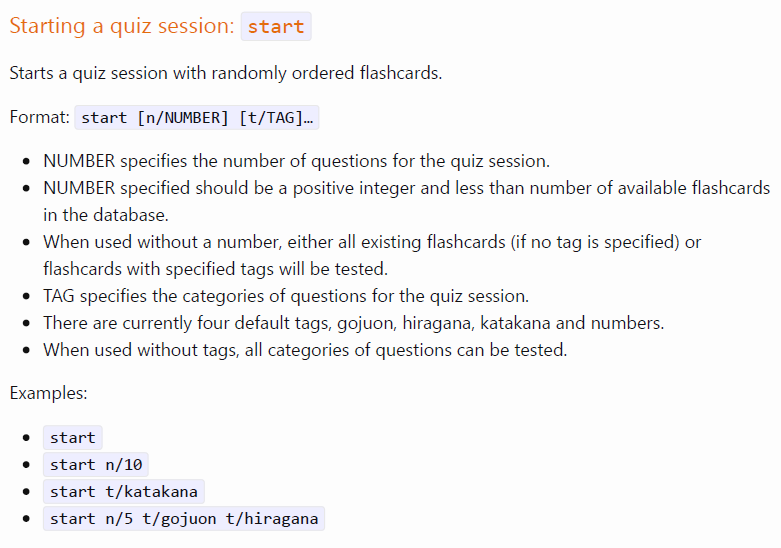 Starting a quiz session: start
Starts a quiz session with randomly ordered flashcards.
Format: start [n/NUMBER] [t/TAG]…
• NUMBER specifies the number of questions for the quiz session.
• NUMBER specified should be a positive integer and less than number of available flashcards
in the database.
• When used without a number, either all existing flashcards (if no tag is specified) or
flashcards with specified tags will be tested.
• TAG specifies the categories of questions for the quiz session.
• There are currently four default tags, gojuon, hiragana, katakana and numbers.
• When used without tags, all categories of questions can be tested.
Examples:
• start
• start n/10
• start t/katakana
• start n/5 t/gojuon t/hiragana